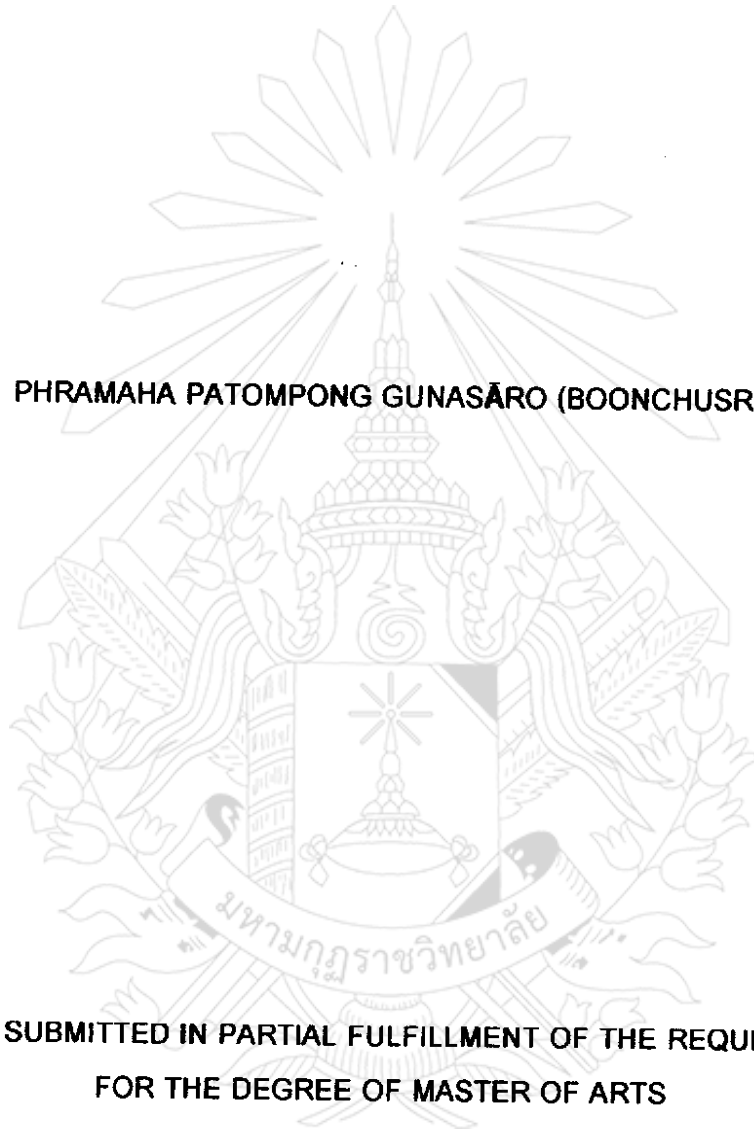 PHRAMAHA PATOMPONG GUNASĀRO (BOONCHUSR
มหามกุฏราชวิทยาลัย
SUBMITTED IN PARTIAL FULFILLMENT OF THE REQUI
FOR THE DEGREE OF MASTER OF ARTS